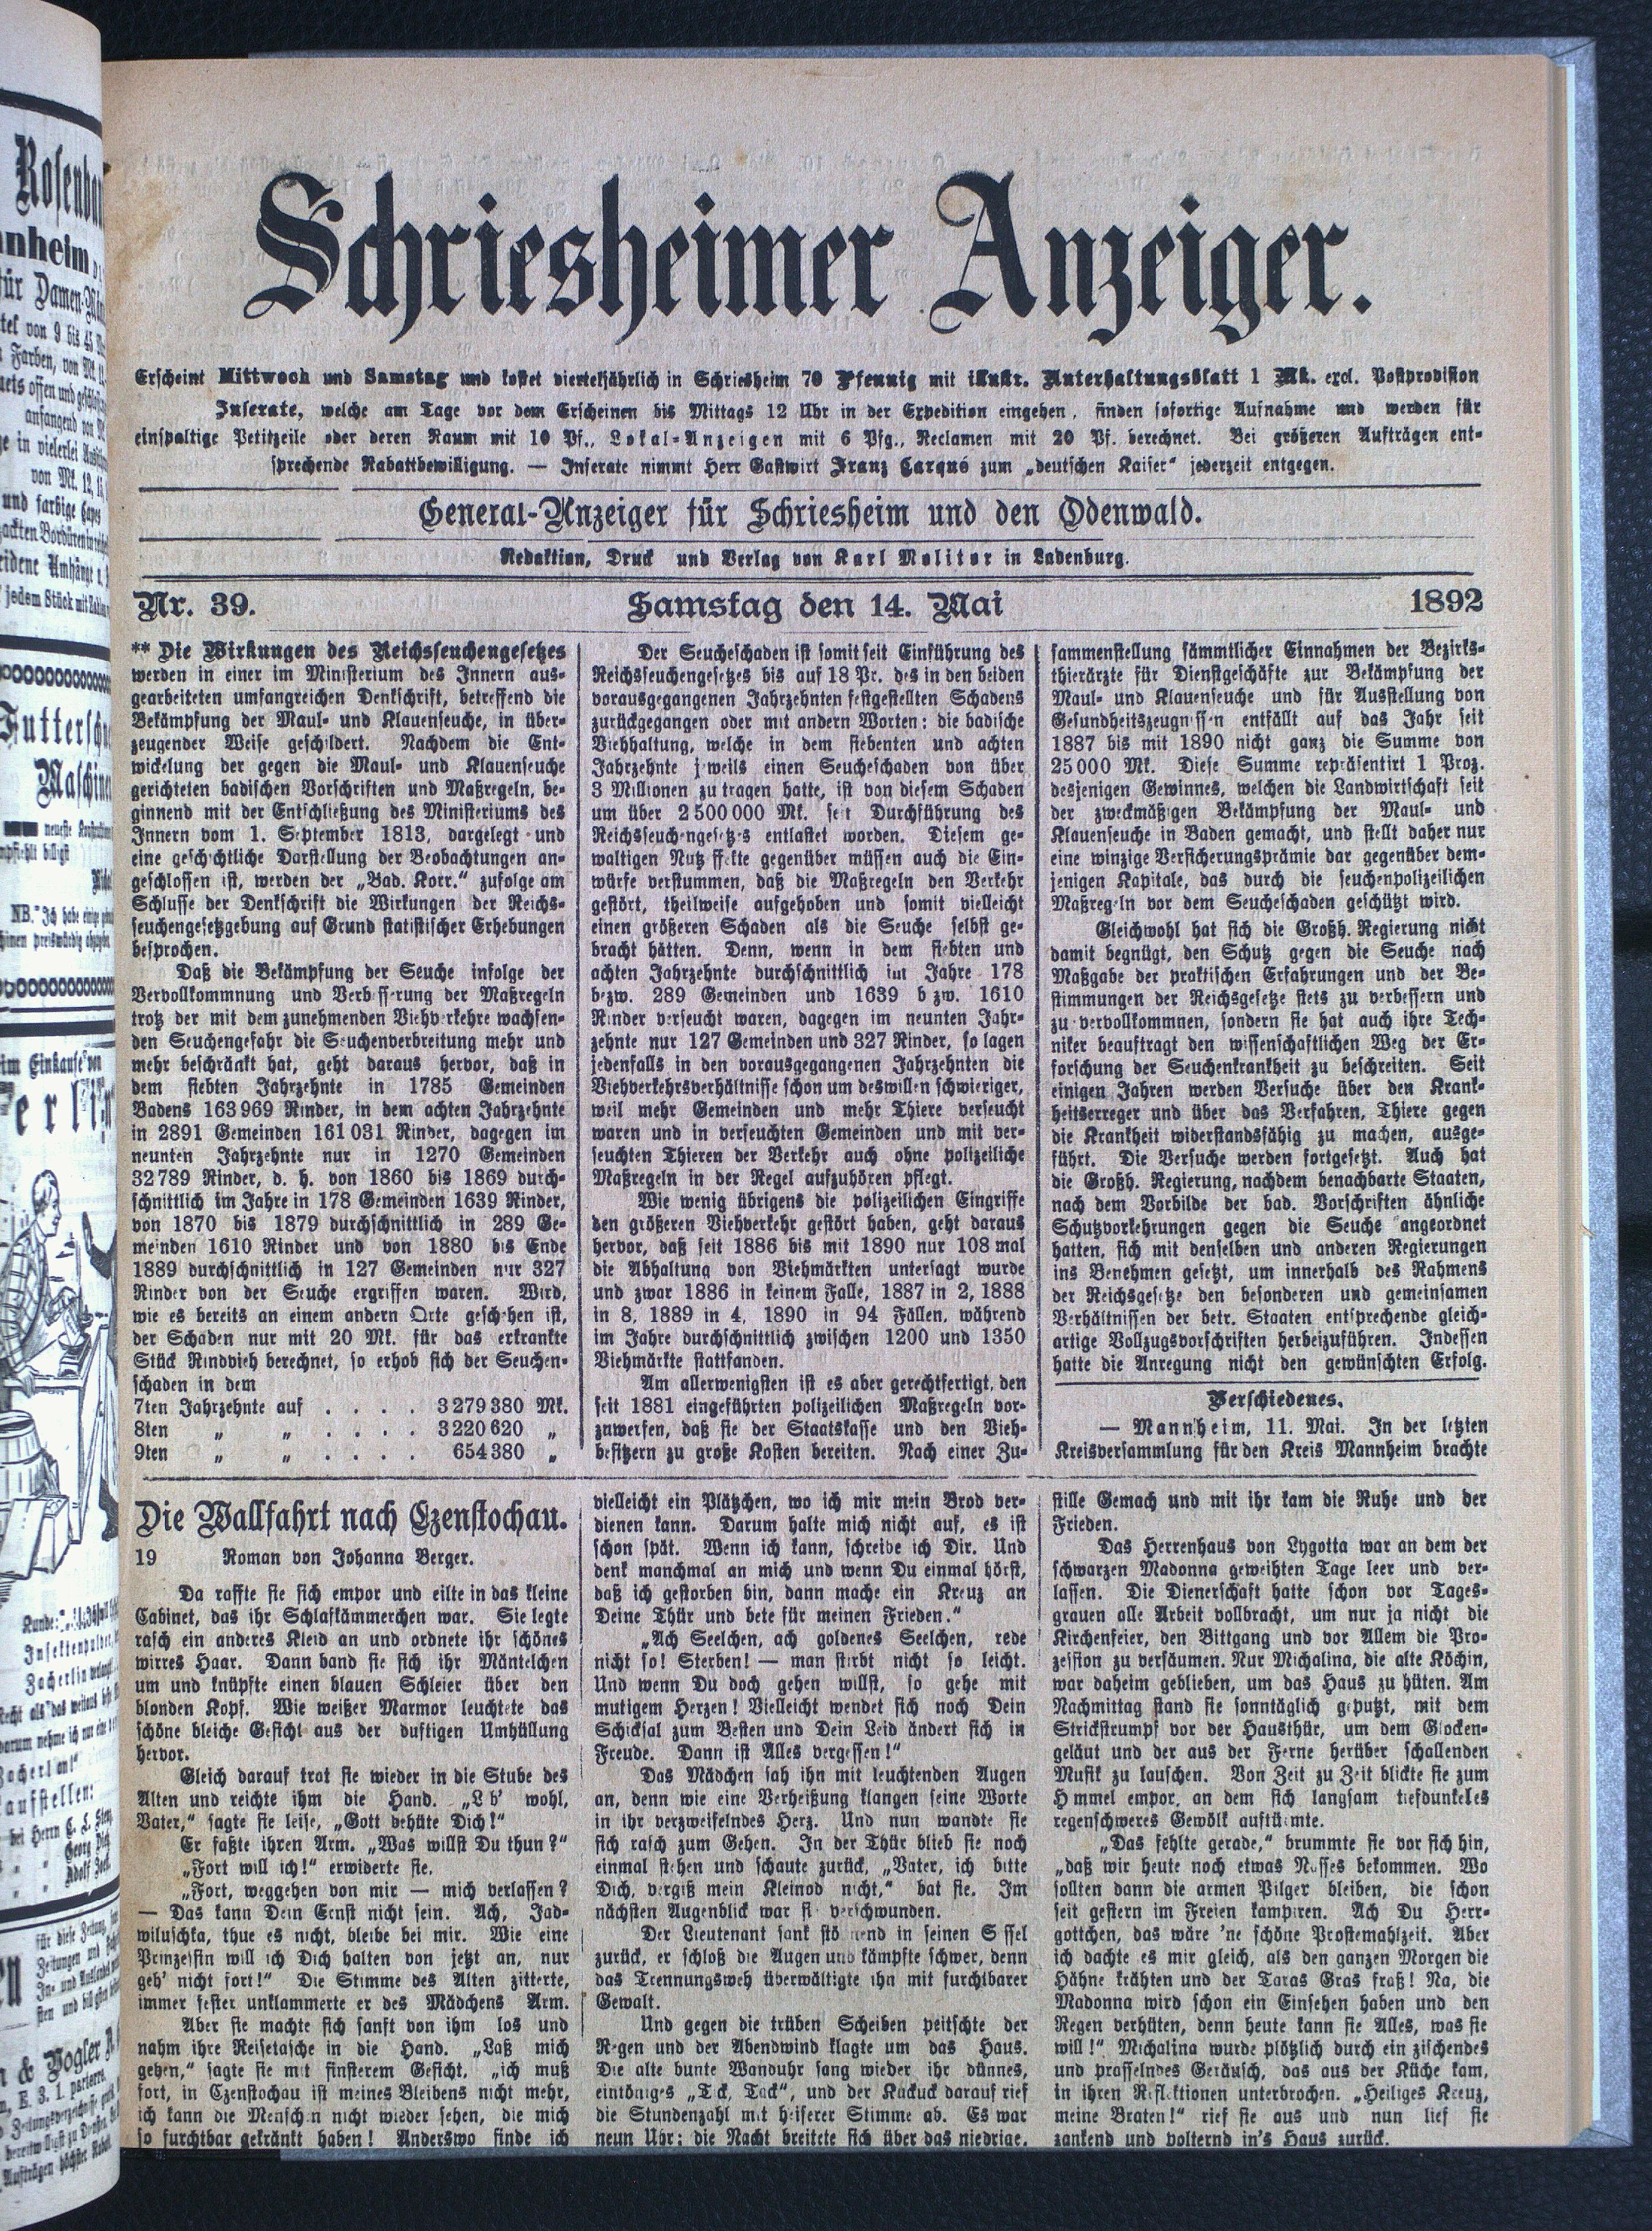 Schriesheimer Anzeiger.
Erscheint Mittwoch und Samstag und kostet vierteljährlich in Schriesheim 70 Pfennig mit illustr. Unterhaltungsblatt 1 Mk. excl. Postprovision
Inserate, welche am Tage vor dem Erscheinen bis Mittags 12 Uhr in der Expedition eingehen, finden sofortige Aufnahme und werden für
einspaltige Petitzeile oder deren Raum mit 10 Pf., Lokal-Anzeigen mit 6 Pfg., Reclamen mit 20 Pf. berechnet. Bei größeren Aufträgen ent-
sprechende Rabattbewilligung. — Inserate nimmt Herr Gastwirt Franz Carqué zum „deutschen Kaiser“ jederzeit entgegen.
General-Anzeiger für Schriesheim und den Odenwald.
Redaktion, Druck und Verlag von Karl Molitor in Ladenburg.
Nr. 39. Samstag den 14. Mai 1892
** Die Wirkungen des Reichsseuchengesetzes
werden in einer im Ministerium des Innern aus-
gearbeiteten umfangreichen Denkschrift, betreffend die
Bekämpfung der Maul- und Klauenseuche, in über-
zeugender Weise geschildert. Nachdem die Ent-
wickelung der gegen die Maul- und Klauenseuche
gerichteten badischen Vorschriften und Maßregeln, be-
ginnend mit der Entschließung des Ministeriums des
Innern vom 1. September 1813, dargelegt und
eine geschichtliche Darstellung der Beobachtungen an-
geschlossen ist, werden der „Bad. Korr.“ zufolge am
Schlusse der Denkschrift die Wirkungen der Reichs-
seuchengesetzgebung auf Grund statistischer Erhebungen
besprochen.
Daß die Bekämpfung der Seuche infolge der
Vervollkommnung und Verbesserung der Maßregeln
trotz der mit dem zunehmenden Viehverkehre wachsen-
den Seuchengefahr die Seuchenverbreitung mehr und
mehr beschränkt hat, geht daraus hervor, daß in
dem siebten Jahrzehnte in 1785 Gemeinden
Badens 163969 Rinder, in dem achten Jahrzehnte
in 2891 Gemeinden 161031 Rinder, dagegen im
neunten Jahrzehnte nur in 1270 Gemeinden
32789 Rinder, d. h. von 1860 bis 1869 durch-
schnittlich im Jahre in 178 Gemeinden 1639 Rinder,
von 1870 bis 1879 durchschnittlich in 289 Ge-
meinden 1610 Rinder und von 1880 bis Ende
1889 durchschnittlich in 127 Gemeinden nur 327
Rinder von der Seuche ergriffen waren. Wird,
wie es bereits an einem andern Orte geschehen ist,
der Schaden nur mit 20 Mk. für das erkrankte
Stück Rindvieh berechnet, so erhob sich der Seuchen-
schaden in dem
7ten Jahrzehnte auf . . . . 3279380 Mk.
8ten „ „ . . . . 3220620 „
9ten „ „ . . . . 654380 „
Der Seucheschaden ist somit seit Einführung des
Reichsseuchengesetzes bis auf 18 Pr. des in den beiden
vorausgegangenen Jahrzehnten festgestellten Schadens
zurückgegangen oder mit andern Worten: die badische
Viehhaltung, welche in dem siebenten und achten
Jahrzehnte jeweils einen Seucheschaden von über
3 Millionen zu tragen hatte, ist von diesem Schaden
um über 2500000 Mk. seit Durchführung des
Reichsseuchengesetzes entlastet worden. Diesem ge-
waltigen Nutzeffekte gegenüber müssen auch die Ein-
würfe verstummen, daß die Maßregeln den Verkehr
gestört, theilweise aufgehoben und somit vielleicht
einen größeren Schaden als die Seuche selbst ge-
bracht hätten. Denn, wenn in dem siebten und
achten Jahrzehnte durchschnittlich im Jahre 178
bezw. 289 Gemeinden und 1639 bezw. 1610
Rinder verseucht waren, dagegen im neunten Jahr-
zehnte nur 127 Gemeinden und 327 Rinder, so lagen
jedenfalls in den vorausgegangenen Jahrzehnten die
Viehverkehrsverhältnisse schon um deswillen schwieriger,
weil mehr Gemeinden und mehr Thiere verseucht
waren und in verseuchten Gemeinden und mit ver-
seuchten Thieren der Verkehr auch ohne polizeiliche
Maßregeln in der Regel aufzuhören pflegt.
Wie wenig übrigens die polizeilichen Eingriffe
den größeren Viehverkehr gestört haben, geht daraus
hervor, daß seit 1886 bis mit 1890 nur 108 mal
die Abhaltung von Viehmärkten untersagt wurde
und zwar 1886 in keinem Falle, 1887 in 2, 1888
in 8, 1889 in 4, 1890 in 94 Fällen, während
im Jahre durchschnittlich zwischen 1200 und 1350
Viehmärkte stattfanden.
Am allerwenigsten ist es aber gerechtfertigt, den
seit 1881 eingeführten polizeilichen Maßregeln vor-
zuwerfen, daß sie der Staatskasse und den Vieh-
besitzern zu große Kosten bereiten. Nach einer Zu-
sammenstellung sämmtlicher Einnahmen der Bezirks-
thierärzte für Dienstgeschäfte zur Bekämpfung der
Maul- und Klauenseuche und für Ausstellung von
Gesundheitszeugnissen entfällt auf das Jahr seit
1887 bis mit 1890 nicht ganz die Summe von
25000 Mk. Diese Summe repräsentirt 1 Proz.
desjenigen Gewinnes, welchen die Landwirtschaft seit
der zweckmäßigen Bekämpfung der Maul- und
Klauenseuche in Baden gemacht, und stellt daher nur
eine winzige Versicherungsprämie dar gegenüber dem-
jenigen Kapitale, das durch die seuchenpolizeilichen
Maßregeln vor dem Seucheschaden geschützt wird.
Gleichwohl hat sich die Großh. Regierung nicht
damit begnügt, den Schutz gegen die Seuche nach
Maßgabe der praktischen Erfahrungen und der Be-
stimmungen der Reichsgesetze stets zu verbessern und
zu vervollkommnen, sondern sie hat auch ihre Tech-
niker beauftragt den wissenschaftlichen Weg der Er-
forschung der Seuchenkrankheit zu beschreiten. Seit
einigen Jahren werden Versuche über den Krank-
heitserreger und über das Verfahren, Thiere gegen
die Krankheit widerstandsfähig zu machen, ausge-
führt. Die Versuche werden fortgesetzt. Auch hat
die Großh. Regierung, nachdem benachbarte Staaten,
nach dem Vorbilde der bad. Vorschriften ähnliche
Schutzvorkehrungen gegen die Seuche angeordnet
hatten, sich mit denselben und anderen Regierungen
ins Benehmen gesetzt, um innerhalb des Rahmens
der Reichsgesetze den besonderen und gemeinsamen
Verhältnissen der betr. Staaten entsprechende gleich-
artige Vollzugsvorschriften herbeizuführen. Indessen
hatte die Anregung nicht den gewünschten Erfolg.
Verschiedenes.
— Mannheim, 11. Mai. In der letzten
Kreisversammlung für den Kreis Mannheim brachte
Die Wallfahrt nach Czenstochau.
19 Roman von Johanna Berger.
Da raffte sie sich empor und eilte in das kleine
Cabinet, das ihr Schlafkämmerchen war. Sie legte
rasch ein anderes Kleid an und ordnete ihr schönes
wirres Haar. Dann band sie sich ihr Mäntelchen
um und knüpfte einen blauen Schleier über den
blonden Kopf. Wie weißer Marmor leuchtete das
schöne bleiche Gesicht aus der duftigen Umhüllung
hervor.
Gleich darauf trat sie wieder in die Stube des
Alten und reichte ihm die Hand. „Leb' wohl,
Vater,“ sagte sie leise, „Gott behüte Dich!“
Er faßte ihren Arm. „Was willst Du thun?“
„Fort will ich!“ erwiderte sie.
„Fort, weggehen von mir — mich verlassen?
— Das kann Dein Ernst nicht sein. Ach, Jad-
wiluschka, thue es nicht, bleibe bei mir. Wie eine
Prinzessin will ich Dich halten von jetzt an, nur
geh' nicht fort!“ Die Stimme des Alten zitterte,
immer fester umklammerte er des Mädchens Arm.
Aber sie machte sich sanft von ihm los und
nahm ihre Reisetasche in die Hand. „Laß mich
gehen,“ sagte sie mit finsterem Gesicht, „ich muß
fort, in Czenstochau ist meines Bleibens nicht mehr,
ich kann die Menschen nicht wieder sehen, die mich
so furchtbar gekränkt haben! Anderswo finde ich
vielleicht ein Plätzchen, wo ich mir mein Brod ver-
dienen kann. Darum halte mich nicht auf, es ist
schon spät. Wenn ich kann, schreibe ich Dir. Und
denk manchmal an mich und wenn Du einmal hörst,
daß ich gestorben bin, dann mache ein Kreuz an
Deine Thür und bete für meinen Frieden.“
„Ach Seelchen, ach goldenes Seelchen, rede
nicht so! Sterben! — man stirbt nicht so leicht.
Und wenn Du doch gehen willst, so gehe mit
mutigem Herzen! Vielleicht wendet sich noch Dein
Schicksal zum Besten und Dein Leid ändert sich in
Freude. Dann ist Alles vergessen!“
Das Mädchen sah ihn mit leuchtenden Augen
an, denn wie eine Verheißung klangen seine Worte
in ihr verzweifelndes Herz. Und nun wandte sie
sich rasch zum Gehen. In der Thür blieb sie noch
einmal stehen und schaute zurück, „Vater, ich bitte
Dich, vergiß mein Kleinod nicht,“ bat sie. Im
nächsten Augenblick war sie verschwunden.
Der Lieutenant sank stöhnend in seinen Sessel
zurück, er schloß die Augen und kämpfte schwer, denn
das Trennungsweh überwältigte ihn mit furchtbarer
Gewalt.
Und gegen die trüben Scheiben peitschte der
Regen und der Abendwind klagte um das Haus.
Die alte bunte Wanduhr sang wieder ihr dünnes,
eintöniges „Tick, Tack“, und der Kuckuck darauf rief
die Stundenzahl mit heiserer Stimme ab. Es war
neun Uhr; die Nacht breitete sich über das niedrige,
stille Gemach und mit ihr kam die Ruhe und der
Frieden.
Das Herrenhaus von Lygotta war an dem der
schwarzen Madonna geweihten Tage leer und ver-
lassen. Die Dienerschaft hatte schon vor Tages-
grauen alle Arbeit vollbracht, um nur ja nicht die
Kirchenfeier, den Bittgang und vor Allem die Pro-
zession zu versäumen. Nur Michalina, die alte Köchin,
war daheim geblieben, um das Haus zu hüten. Am
Nachmittag stand sie sonntäglich geputzt, mit dem
Strickstrumpf vor der Hausthür, um dem Glocken-
geläut und der aus der Ferne herüber schallenden
Musik zu lauschen. Von Zeit zu Zeit blickte sie zum
Himmel empor, an dem sich langsam tiefdunkeles
regenschweres Gewölk auftürmte.
„Das fehlte gerade,“ brummte sie vor sich hin,
„daß wir heute noch etwas Nasses bekommen. Wo
sollten dann die armen Pilger bleiben, die schon
seit gestern im Freien kampiren. Ach Du Herr-
gottchen, das wäre 'ne schöne Prostemahlzeit. Aber
ich dachte es mir gleich, als den ganzen Morgen die
Hähne krähten und der Taras Gras fraß! Na, die
Madonna wird schon ein Einsehen haben und den
Regen verhüten, denn heute kann sie Alles, was sie
will!“ Michalina wurde plötzlich durch ein zischendes
und prasselndes Geräusch, das aus der Küche kam,
in ihren Reflektionen unterbrochen. „Heiliges Kreuz,
meine Braten!“ rief sie aus und nun lief sie
zankend und polternd in's Haus zurück.